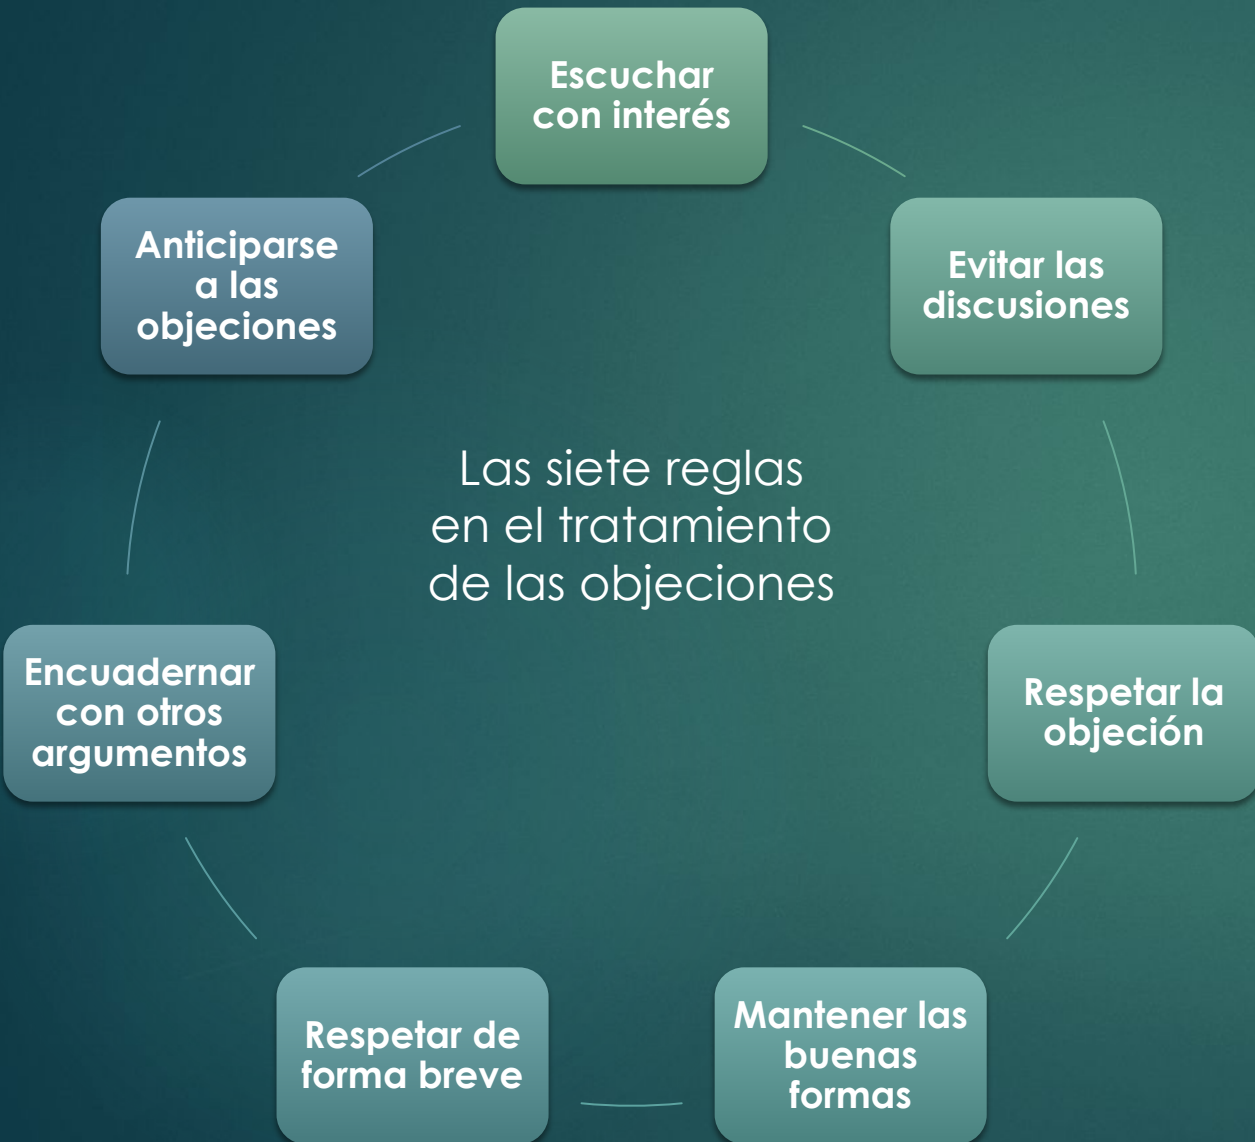 Escuchar
con interés
Evitar las
discusiones
Respetar la
objeción
Mantener las
buenas
formas
Respetar de
forma breve
Encuadernar
con otros
argumentos
Anticiparse
a las
objeciones
Las siete reglas
en el tratamiento
de las objeciones